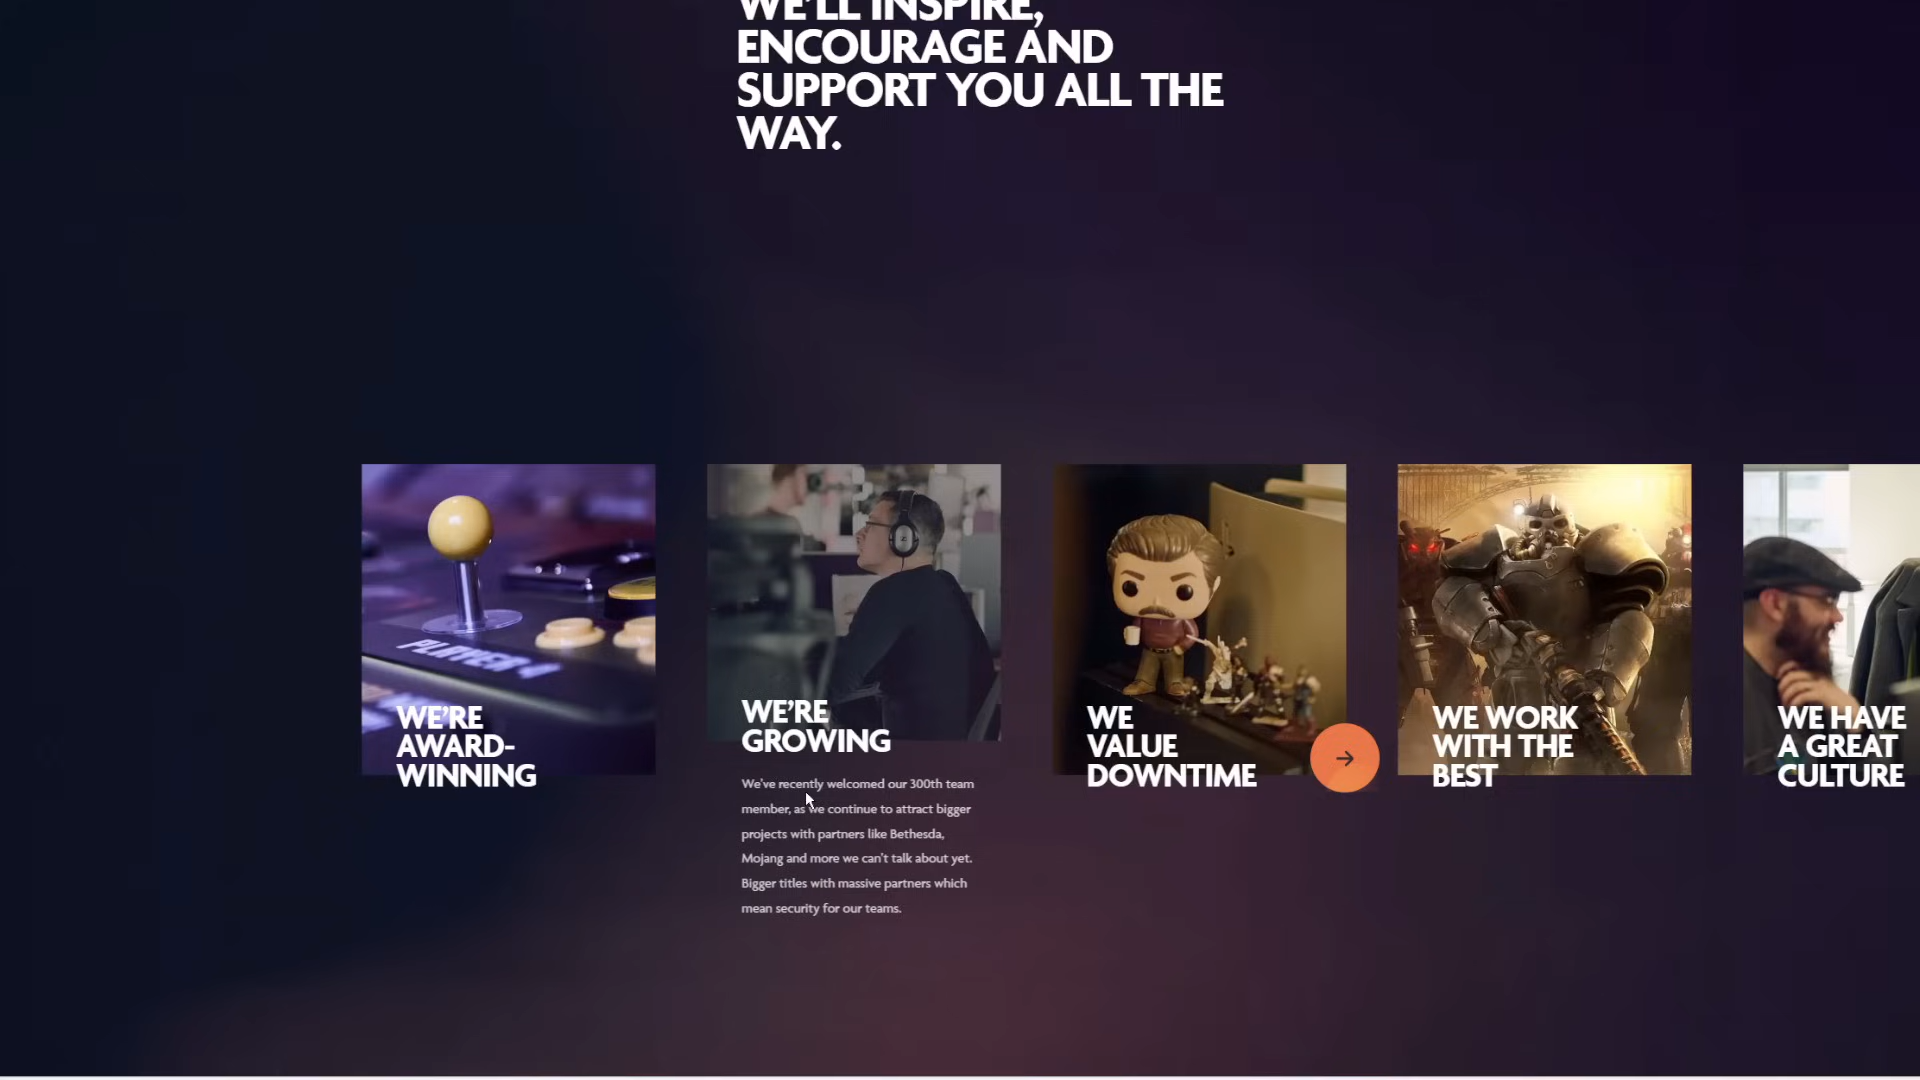 WE'LL INSPIRE,
ENCOURAGE AND
SUPPORT YOU ALL THE
WAY.
PLAYER 4
WE'RE
AWARD-
WINNING
WE'RE
GROWING
We've recently welcomed our 300th team
member, as we continue to attract bigger
projects with partners like Bethesda,
Mojang and more we can't talk about yet.
Bigger titles with massive partners which
mean security for our teams.
WE
VALUE
DOWNTIME
WE WORK
WITH THE
BEST
WE HAVE
A GREAT
CULTURE